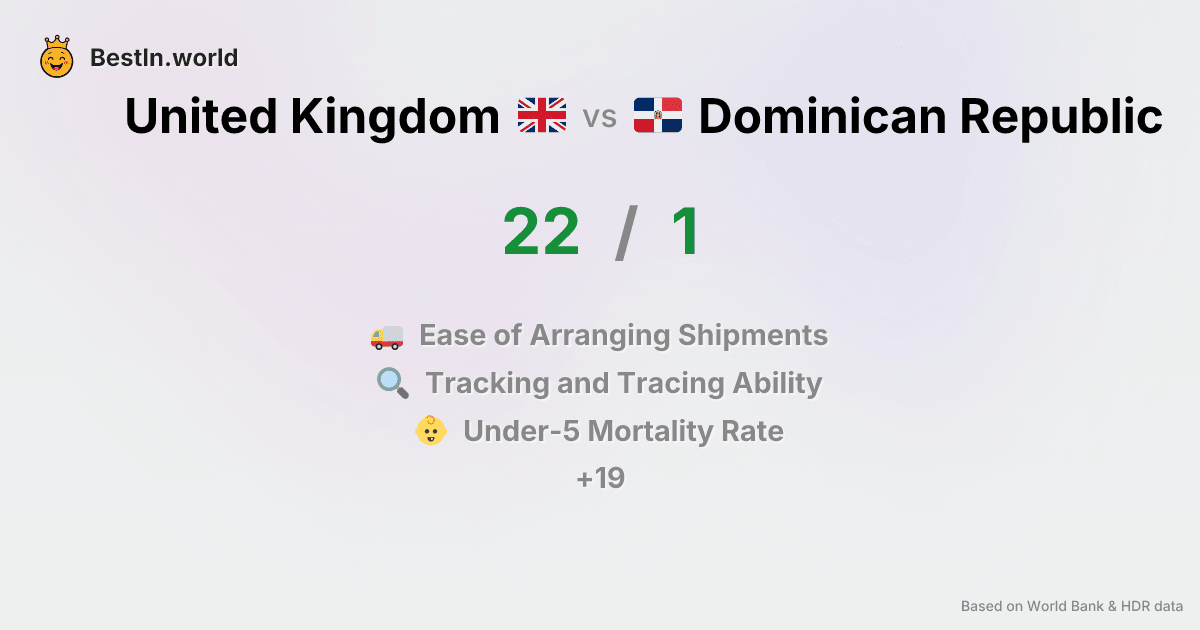 BestIn.world
United Kingdom vs Dominican Republic
22 / 1
Ease of Arranging Shipments
Tracking and Tracing Ability
Under-5 Mortality Rate
+19
Based on World Bank & HDR data